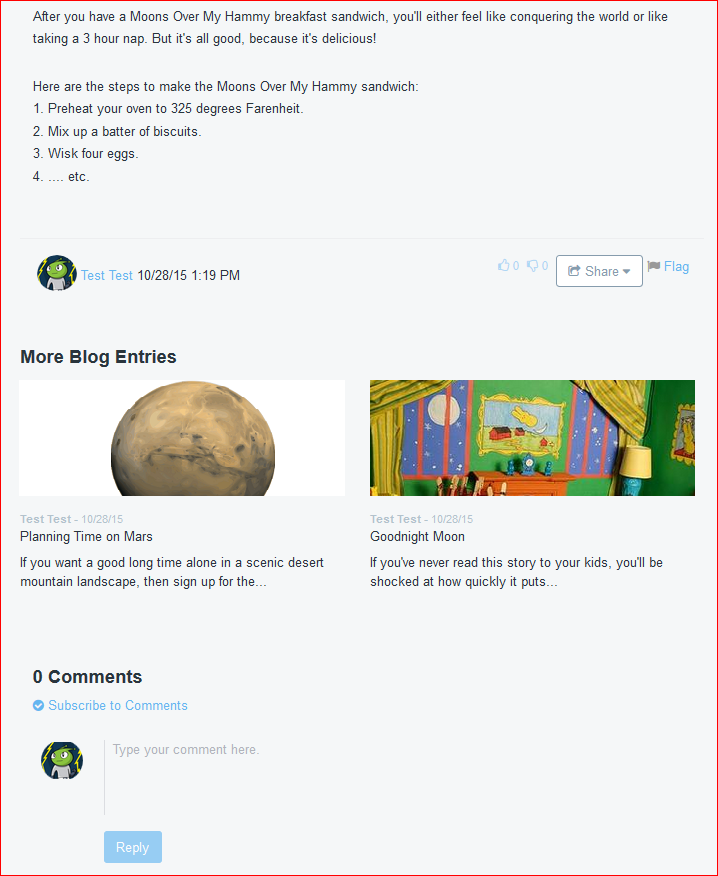 After you have a Moons Over My Hammy breakfast sandwich, you'll either feel like conquering the world or like
taking a 3 hour nap. But it's all good, because it's delicious!
Here are the steps to make the Moons Over My Hammy sandwich:
1. Preheat your oven to 325 degrees Farenheit.
2. Mix up a batter of biscuits.
3. Wisk four eggs.
4. .... etc.
Test Test 10/28/15 1:19 PM
0 0 Share Flag
More Blog Entries
Test Test - 10/28/15
Planning Time on Mars
If you want a good long time alone in a scenic desert
mountain landscape, then sign up for the...
Test Test - 10/28/15
Goodnight Moon
If you've never read this story to your kids, you'll be
shocked at how quickly it puts...
0 Comments
Subscribe to Comments
Type your comment here.
Reply